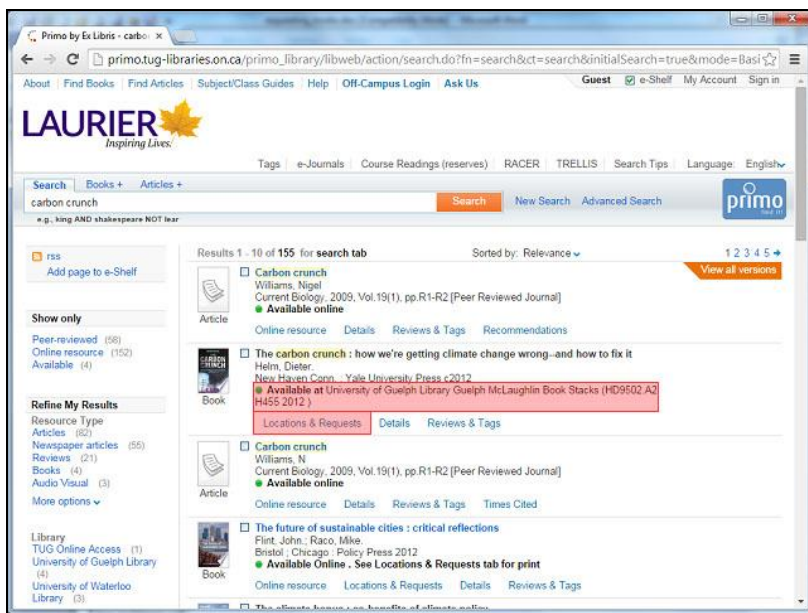 Primo by Ex Libris - carbo
primo.tug-libraries.on.ca/primo_library/libweb/action/search.do?fn=search&ct=search&initialSearch=true&mode=Basi
About Find Books Find Articles Subject/Class Guides Help Off-Campus Login Ask Us Guest e-Shelf My Account Sign in
LAURIER
Inspiring Lives.
Tags e-Journals Course Readings (reserves) RACER TRELLIS Search Tips Language: English
Search Books + Articles +
carbon crunch Search New Search Advanced Search primo
e.g., king AND shakespeare NOT lear
rss
Add page to e-Shelf
Show only
Peer-reviewed (58)
Online resource (152)
Available (4)
Refine My Results
Resource Type
Articles (82)
Newspaper articles (55)
Reviews (21)
Books (4)
Audio Visual (3)
More options
Library
TUG Online Access (1)
University of Guelph Library (4)
University of Waterloo Library (3)
Results 1 - 10 of 155 for search tab Sorted by: Relevance 1 2 3 4 5
View all versions
Carbon crunch
Williams, Nigel
Current Biology, 2009, Vol.19(1), pp.R1-R2 [Peer Reviewed Journal]
Available online
Article
Online resource Details Reviews & Tags Recommendations
The carbon crunch : how we're getting climate change wrong--and how to fix it
Helm, Dieter.
New Haven Conn. : Yale University Press c2012
Available at University of Guelph Library Guelph McLaughlin Book Stacks (HD9502.A2
H455 2012 )
Book
Locations & Requests Details Reviews & Tags
Carbon crunch
Williams, N
Current Biology, 2009, Vol.19(1), pp.R1-R2 [Peer Reviewed Journal]
Available online
Article
Online resource Details Reviews & Tags Times Cited
The future of sustainable cities : critical reflections
Flint, John.; Raco, Mike.
Bristol ; Chicago : Policy Press 2012
Available Online . See Locations & Requests tab for print
Book
Online resource Locations & Requests Details Reviews & Tags